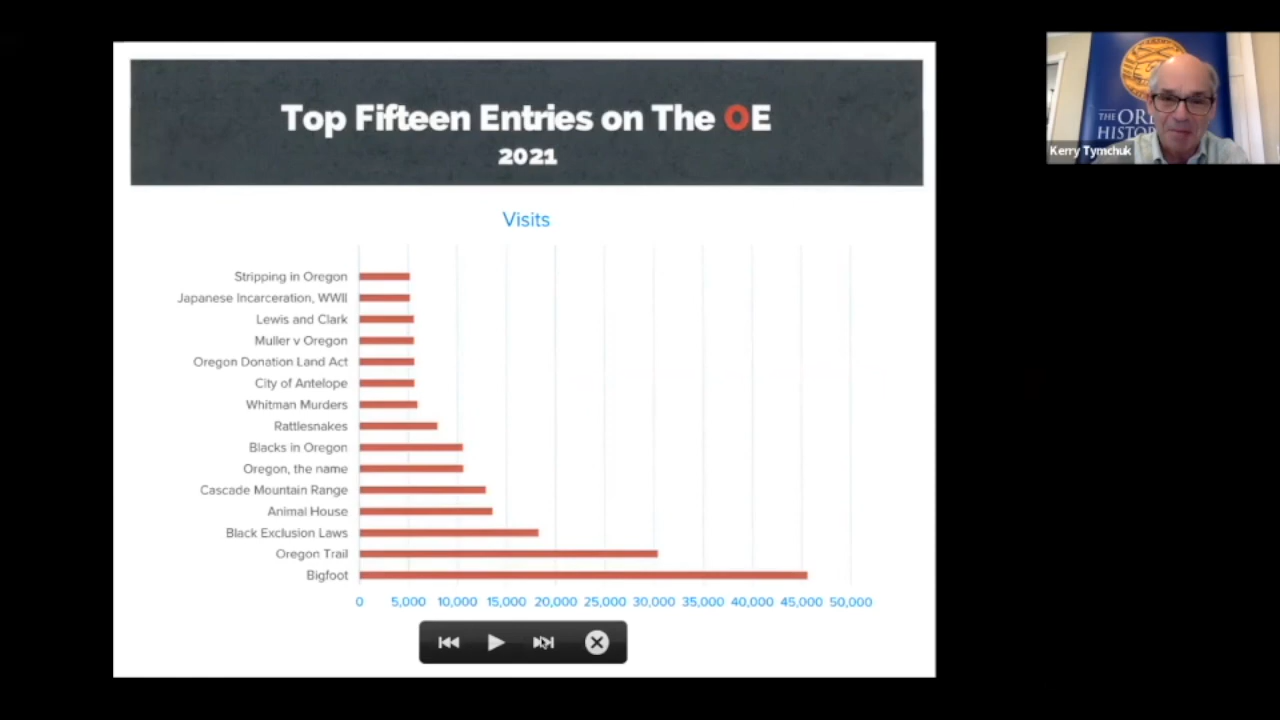 Top Fifteen Entries on The OE
2021
Visits
Stripping in Oregon
Japanese Incarceration, WWII
Lewis and Clark
Muller v Oregon
Oregon Donation Land Act
City of Antelope
Whitman Murders
Rattlesnakes
Blacks in Oregon
Oregon, the name
Cascade Mountain Range
Animal House
Black Exclusion Laws
Oregon Trail
Bigfoot
0 5,000 10,000 15,000 20,000 25,000 30,000 35,000 40,000 45,000 50,000
THE
Kerry Tymchuk